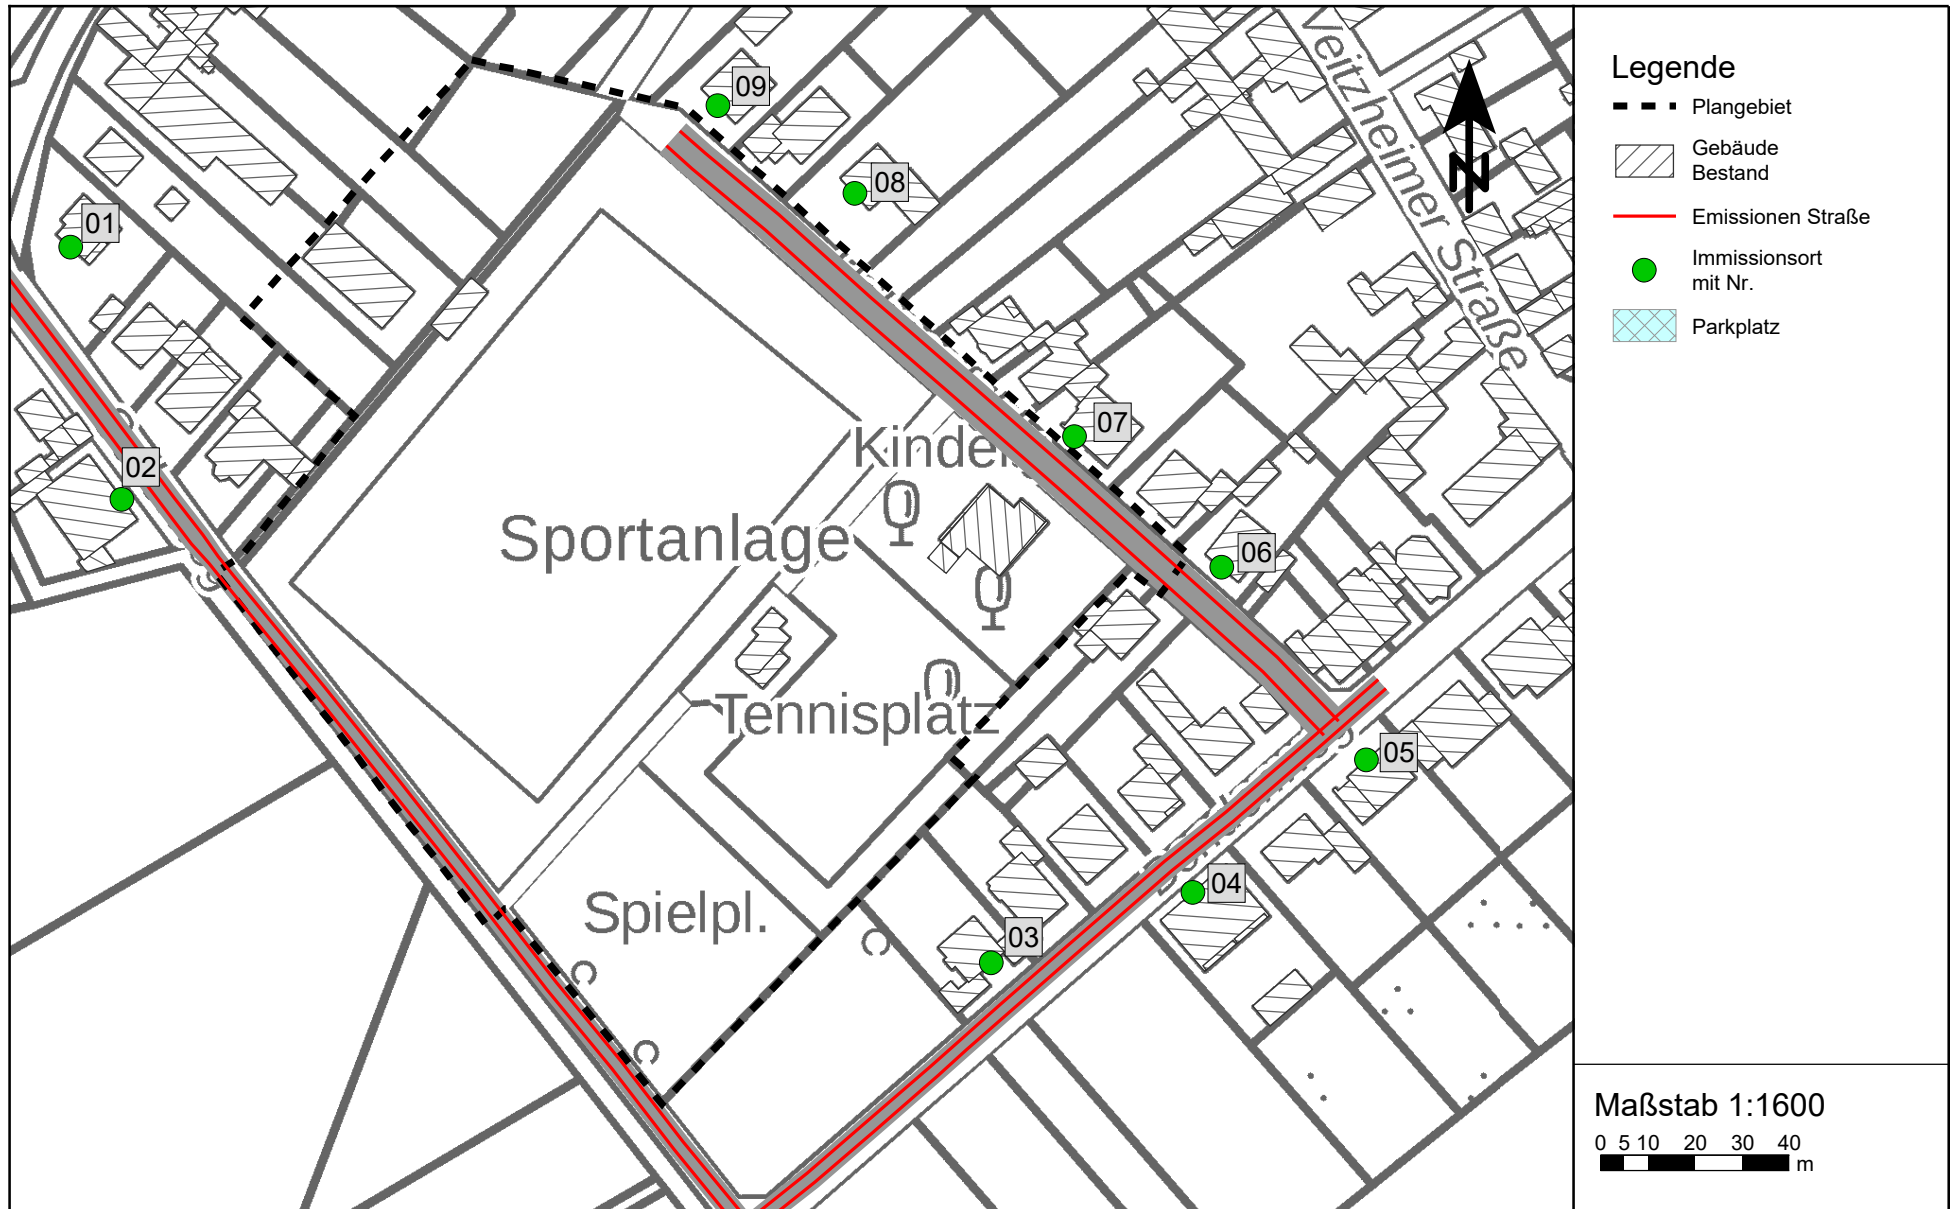 09
08
01
02
07
06
05
04
03
Sportanlage
Tennisplatz
Spielpl.
Veitzheimer Straße
Legende
Plangebiet
Gebäude
Bestand
Emissionen Straße
Immissionsort
mit Nr.
Parkplatz
N
Maßstab 1:1600
0 5 10 20 30 40
m